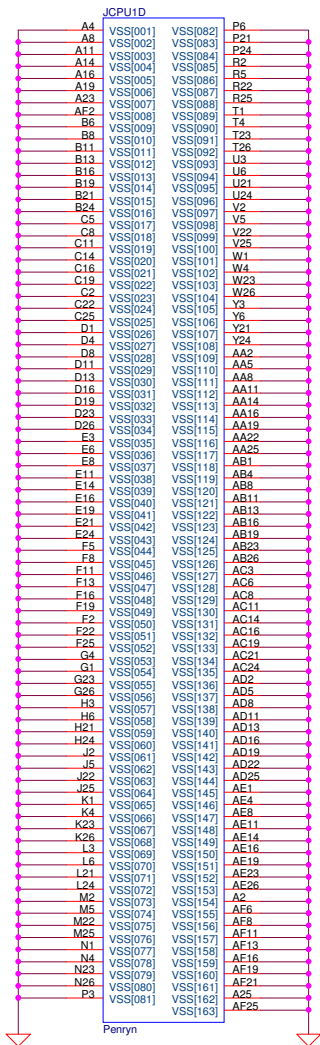 JCPU1D
A4 VSS[001] VSS[082] P6
A8 VSS[002] VSS[083] P21
A11 VSS[003] VSS[084] P24
A14 VSS[004] VSS[085] R2
A16 VSS[005] VSS[086] R5
A19 VSS[006] VSS[087] R22
A23 VSS[007] VSS[088] R25
AF2 VSS[008] VSS[089] T1
B6 VSS[009] VSS[090] T4
B8 VSS[010] VSS[091] T23
B11 VSS[011] VSS[092] T26
B13 VSS[012] VSS[093] U3
B16 VSS[013] VSS[094] U6
B19 VSS[014] VSS[095] U21
B21 VSS[015] VSS[096] U24
B24 VSS[016] VSS[097] V2
C5 VSS[017] VSS[098] V5
C8 VSS[018] VSS[099] V22
C11 VSS[019] VSS[100] V25
C14 VSS[020] VSS[101] W1
C16 VSS[021] VSS[102] W4
C19 VSS[022] VSS[103] W23
C2 VSS[023] VSS[104] W26
C22 VSS[024] VSS[105] Y3
C25 VSS[025] VSS[106] Y6
D1 VSS[026] VSS[107] Y21
D4 VSS[027] VSS[108] Y24
D8 VSS[028] VSS[109] AA2
D11 VSS[029] VSS[110] AA5
D13 VSS[030] VSS[111] AA8
D16 VSS[031] VSS[112] AA11
D19 VSS[032] VSS[113] AA14
D23 VSS[033] VSS[114] AA16
D26 VSS[034] VSS[115] AA19
E3 VSS[035] VSS[116] AA22
E6 VSS[036] VSS[117] AA25
E8 VSS[037] VSS[118] AB1
E11 VSS[038] VSS[119] AB4
E14 VSS[039] VSS[120] AB8
E16 VSS[040] VSS[121] AB11
E19 VSS[041] VSS[122] AB13
E21 VSS[042] VSS[123] AB16
E24 VSS[043] VSS[124] AB19
F5 VSS[044] VSS[125] AB23
F8 VSS[045] VSS[126] AB26
F11 VSS[046] VSS[127] AC3
F13 VSS[047] VSS[128] AC6
F16 VSS[048] VSS[129] AC8
F19 VSS[049] VSS[130] AC11
F2 VSS[050] VSS[131] AC14
F22 VSS[051] VSS[132] AC16
F25 VSS[052] VSS[133] AC19
G4 VSS[053] VSS[134] AC21
G1 VSS[054] VSS[135] AC24
G23 VSS[055] VSS[136] AD2
G26 VSS[056] VSS[137] AD5
H3 VSS[057] VSS[138] AD8
H6 VSS[058] VSS[139] AD11
H21 VSS[059] VSS[140] AD13
H24 VSS[060] VSS[141] AD16
J2 VSS[061] VSS[142] AD19
J5 VSS[062] VSS[143] AD22
J22 VSS[063] VSS[144] AD25
J25 VSS[064] VSS[145] AE1
K1 VSS[065] VSS[146] AE4
K4 VSS[066] VSS[147] AE8
K23 VSS[067] VSS[148] AE11
K26 VSS[068] VSS[149] AE14
L3 VSS[069] VSS[150] AE16
L6 VSS[070] VSS[151] AE19
L21 VSS[071] VSS[152] AE23
L24 VSS[072] VSS[153] AE26
M2 VSS[073] VSS[154] A2
M5 VSS[074] VSS[155] AF6
M22 VSS[075] VSS[156] AF8
M25 VSS[076] VSS[157] AF11
N1 VSS[077] VSS[158] AF13
N4 VSS[078] VSS[159] AF16
N23 VSS[079] VSS[160] AF19
N26 VSS[080] VSS[161] AF21
P3 VSS[081] VSS[162] A25
VSS[163] AF25
Penryn